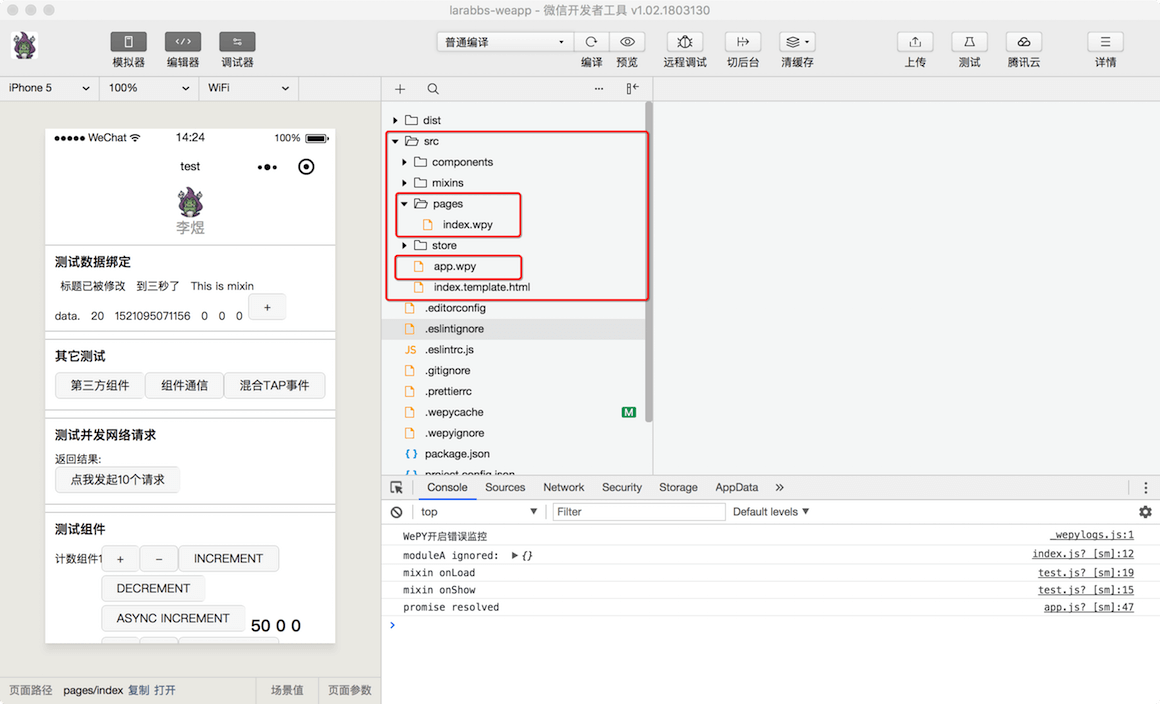 larabbs-weapp - 微信开发者工具 v1.02.1803130
模拟器 编辑器 调试器 普通编译 编译 预览 远程调试 切后台 清缓存 上传 测试 腾讯云 详情
iPhone 5 100% WiFi
WeChat 14:24 100%
test
李煜
测试数据绑定
标题已被修改 到三秒了 This is mixin
data. 20 1521095071156 0 0 0 +
其它测试
第三方组件 组件通信 混合TAP事件
测试并发网络请求
返回结果:
点我发起10个请求
测试组件
计数组件 + - INCREMENT
DECREMENT
ASYNC INCREMENT 50 0 0
页面路径 pages/index 复制 打开 场景值 页面参数
dist
src
components
mixins
pages
index.wpy
store
app.wpy
index.template.html
.editorconfig
.eslintignore
JS .eslintrc.js
.gitignore
.prettierrc
.wepycache M
.wepyignore
{ } package.json
{ } project.config.json
Console Sources Network Security Storage AppData »
top Filter Default levels
WePY开启错误监控 _wepylogs.js:1
moduleA ignored: {} index.js? [sm]:12
mixin onLoad test.js? [sm]:19
mixin onShow test.js? [sm]:15
promise resolved app.js? [sm]:47